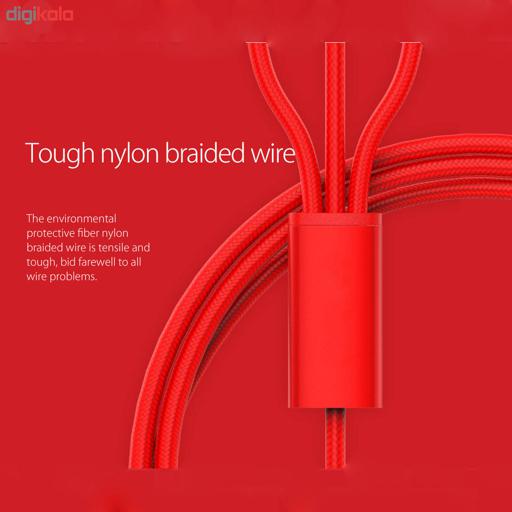 digikala
Tough nylon braided wire
The environmental
protective fiber nylon
braided wire is tensile and
tough, bid farewell to all
wire problems.